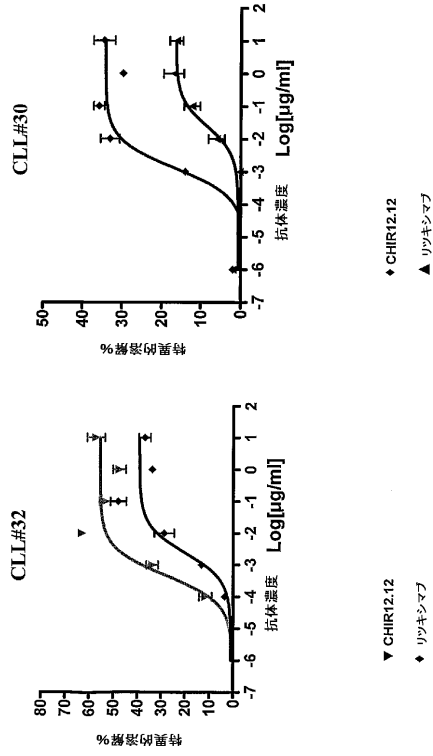 CLL#32
特異的溶解%
80
70
60
50
40
30
20
10
0
-7
-6
-5
-4
-3
-2
-1
0
1
2
抗体濃度
Log[μg/ml]
▼ CHIR12.12
◆ リツキシマブ
CLL#30
特異的溶解%
50
40
30
20
10
0
-7
-6
-5
-4
-3
-2
-1
0
1
2
抗体濃度
Log[μg/ml]
◆ CHIR12.12
▲ リツキシマブ